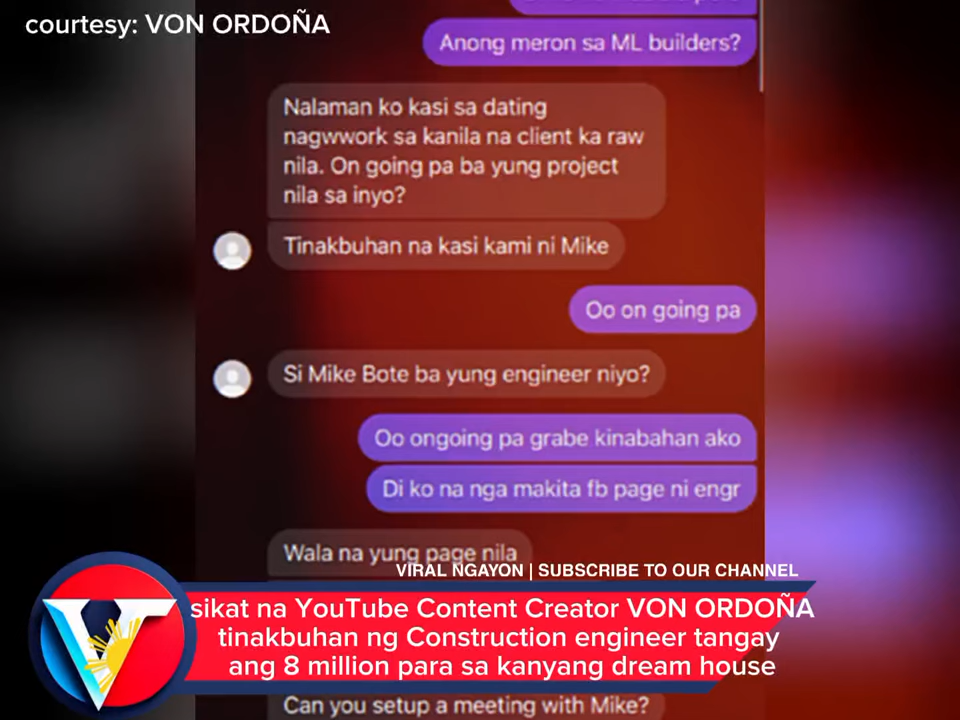 courtesy: VON ORDOÑA
Anong meron sa ML builders?
Nalaman ko kasi sa dating
nagwwork sa kanila na client ka raw
nila. On going pa ba yung project
nila sa inyo?
Tinakbuhan na kasi kami ni Mike
Oo on going pa
Si Mike Bote ba yung engineer niyo?
Oo ongoing pa grabe kinabahan ako
Di ko na nga makita fb page ni engr
Wala na yung page nila
VIRAL NGAYON | SUBSCRIBE TO OUR CHANNEL
sikat na YouTube Content Creator VON ORDOÑA
tinakbuhan ng Construction engineer tangay
ang 8 million para sa kanyang dream house
Can you setup a meeting with Mike?